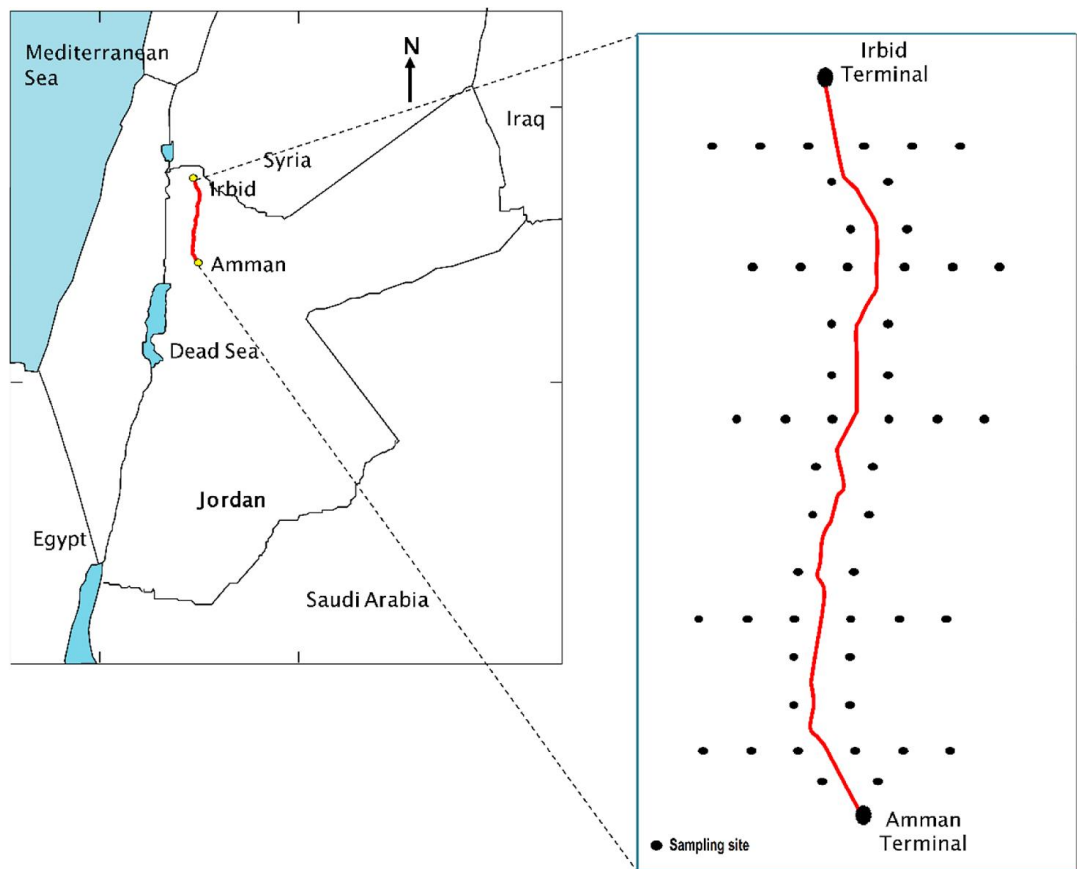 Mediterranean
Sea
N
Iraq
Syria
Irbid
Amman
Dead Sea
Jordan
Egypt
Saudi Arabia
Irbid
Terminal
Amman
Terminal
Sampling site